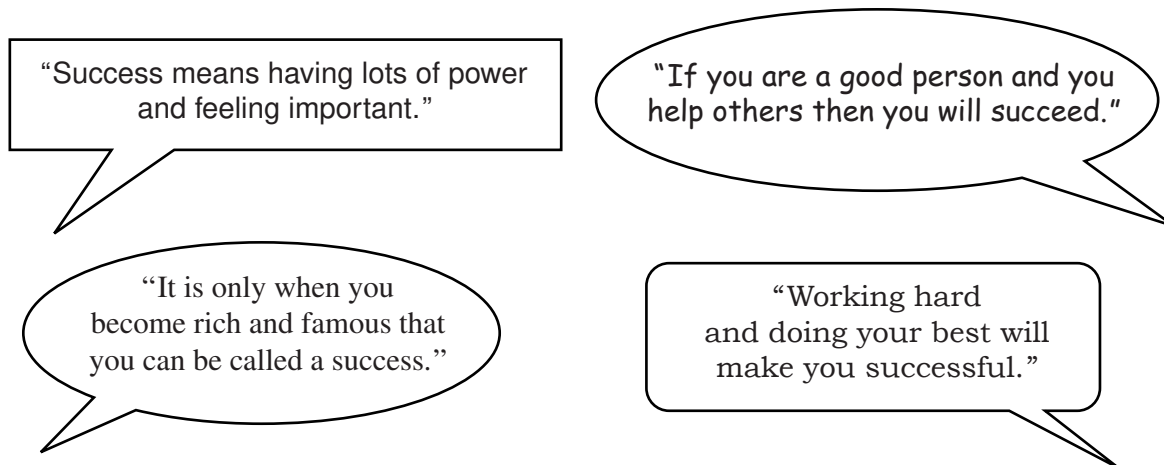 “Success means having lots of power
and feeling important.”
“If you are a good person and you
help others then you will succeed.”
“It is only when you
become rich and famous that
you can be called a success.”
“Working hard
and doing your best will
make you successful.”